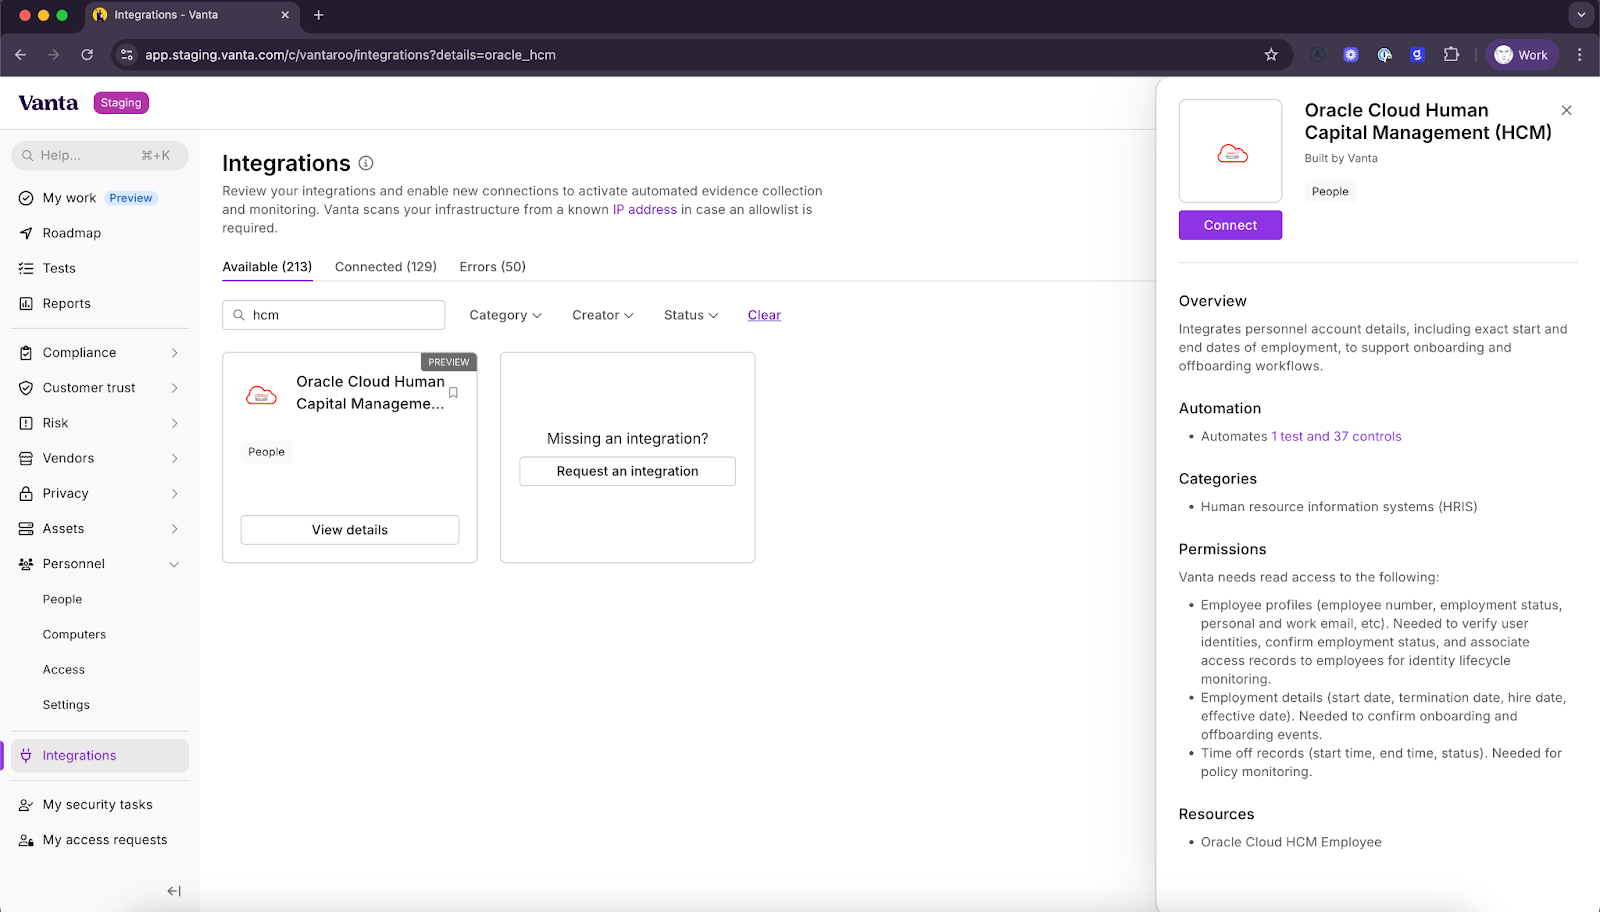 Integrations - Vanta
app.staging.vanta.com/c/vantaroo/integrations?details=oracle_hcm
Work
Vanta
Staging
Help...
⌘+K
My work
Preview
Roadmap
Tests
Reports
Compliance
Customer trust
Risk
Vendors
Privacy
Assets
Personnel
People
Computers
Access
Settings
Integrations
My security tasks
My access requests
Integrations
Review your integrations and enable new connections to activate automated evidence collection
and monitoring. Vanta scans your infrastructure from a known IP address in case an allowlist is
required.
Available (213)
Connected (129)
Errors (50)
hcm
Category
Creator
Status
Clear
PREVIEW
Oracle Cloud Human
Capital Manageme...
People
View details
Missing an integration?
Request an integration
Oracle Cloud Human
Capital Management (HCM)
Built by Vanta
People
Connect
Overview
Integrates personnel account details, including exact start and
end dates of employment, to support onboarding and
offboarding workflows.
Automation
• Automates 1 test and 37 controls
Categories
• Human resource information systems (HRIS)
Permissions
Vanta needs read access to the following:
• Employee profiles (employee number, employment status,
personal and work email, etc). Needed to verify user
identities, confirm employment status, and associate
access records to employees for identity lifecycle
monitoring.
• Employment details (start date, termination date, hire date,
effective date). Needed to confirm onboarding and
offboarding events.
• Time off records (start time, end time, status). Needed for
policy monitoring.
Resources
• Oracle Cloud HCM Employee